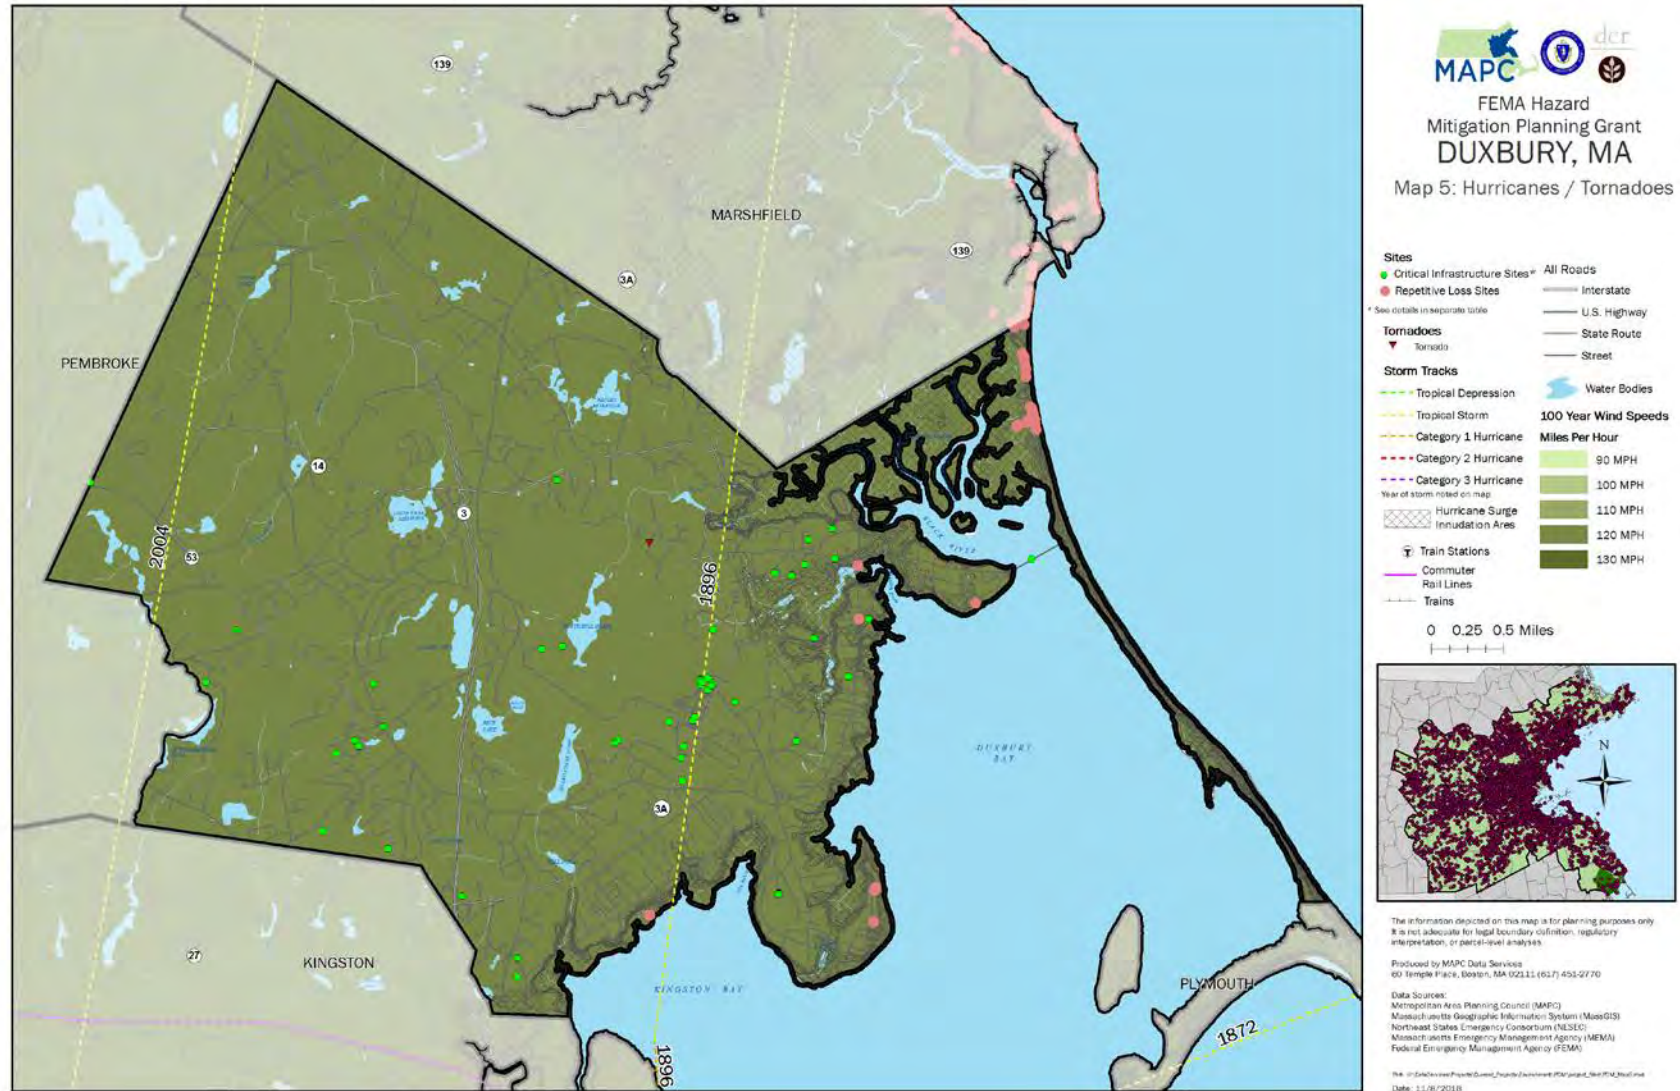 139
MARSHFIELD
139
3A
PEMBROKE
14
3
53
2004
1896
BACK RIVER
DUXBURY
BAY
3A
27
KINGSTON
KINGSTON BAY
1896
PLYMOUTH
1872
MAPC
dcr
FEMA Hazard
Mitigation Planning Grant
DUXBURY, MA
Map 5: Hurricanes / Tornadoes
Sites
Critical Infrastructure Sites*
Repetitive Loss Sites
* See details in separate table
Tornadoes
Tornado
Storm Tracks
Tropical Depression
Tropical Storm
Category 1 Hurricane
Category 2 Hurricane
Category 3 Hurricane
Year of storm noted on map
Hurricane Surge
Innudation Area
T Train Stations
Commuter
Rail Lines
Trains
All Roads
Interstate
U.S. Highway
State Route
Street
Water Bodies
100 Year Wind Speeds
Miles Per Hour
90 MPH
100 MPH
110 MPH
120 MPH
130 MPH
0 0.25 0.5 Miles
N
The information depicted on this map is for planning purposes only.
It is not adequate for legal boundary definition, regulatory
interpretation, or parcel-level analyses
Produced by MAPC Data Services
60 Temple Place, Boston, MA 02111 (617) 451-2770
Data Sources:
Metropolitan Area Planning Council (MAPC)
Massachusetts Geographic Information System (MassGIS)
Northeast States Emergency Consortium (NESEC)
Massachusetts Emergency Management Agency (MEMA)
Federal Emergency Management Agency (FEMA)
Date: 11/6/2018